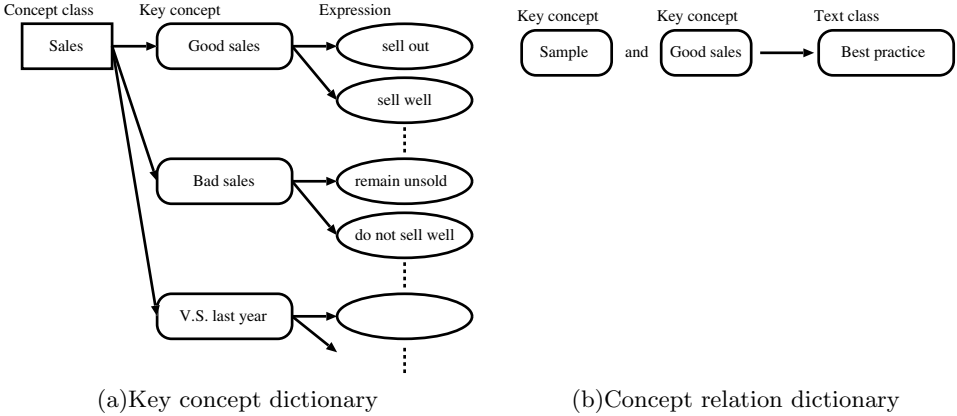 Concept class Key concept Expression
Sales Good sales sell out
sell well
Bad sales remain unsold
do not sell well
V.S. last year
(a)Key concept dictionary
Key concept Key concept Text class
Sample and Good sales Best practice
(b)Concept relation dictionary